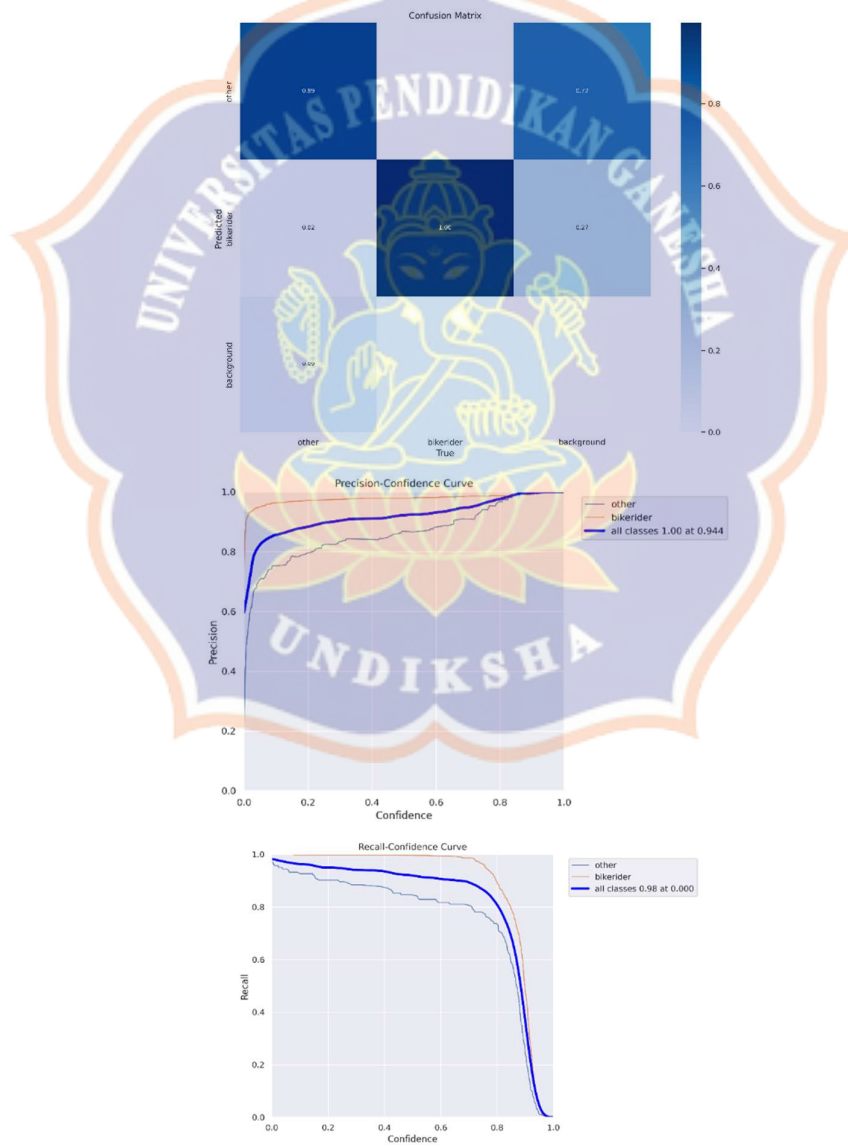 Confusion Matrix
other
0.89
0.73
0.8
0.6
Predicted
bikerider
0.02
1.00
0.27
0.4
0.2
background
0.09
0.0
other
bikerider
background
True
UNIVERSITAS PENDIDIKAN GANESHA
UNDIKSHA
Precision-Confidence Curve
1.0
0.8
0.6
0.4
0.2
0.0
Precision
0.0 0.2 0.4 0.6 0.8 1.0
Confidence
other
bikerider
all classes 1.00 at 0.944
Recall-Confidence Curve
1.0
0.8
0.6
0.4
0.2
0.0
Recall
0.0 0.2 0.4 0.6 0.8 1.0
Confidence
other
bikerider
all classes 0.98 at 0.000